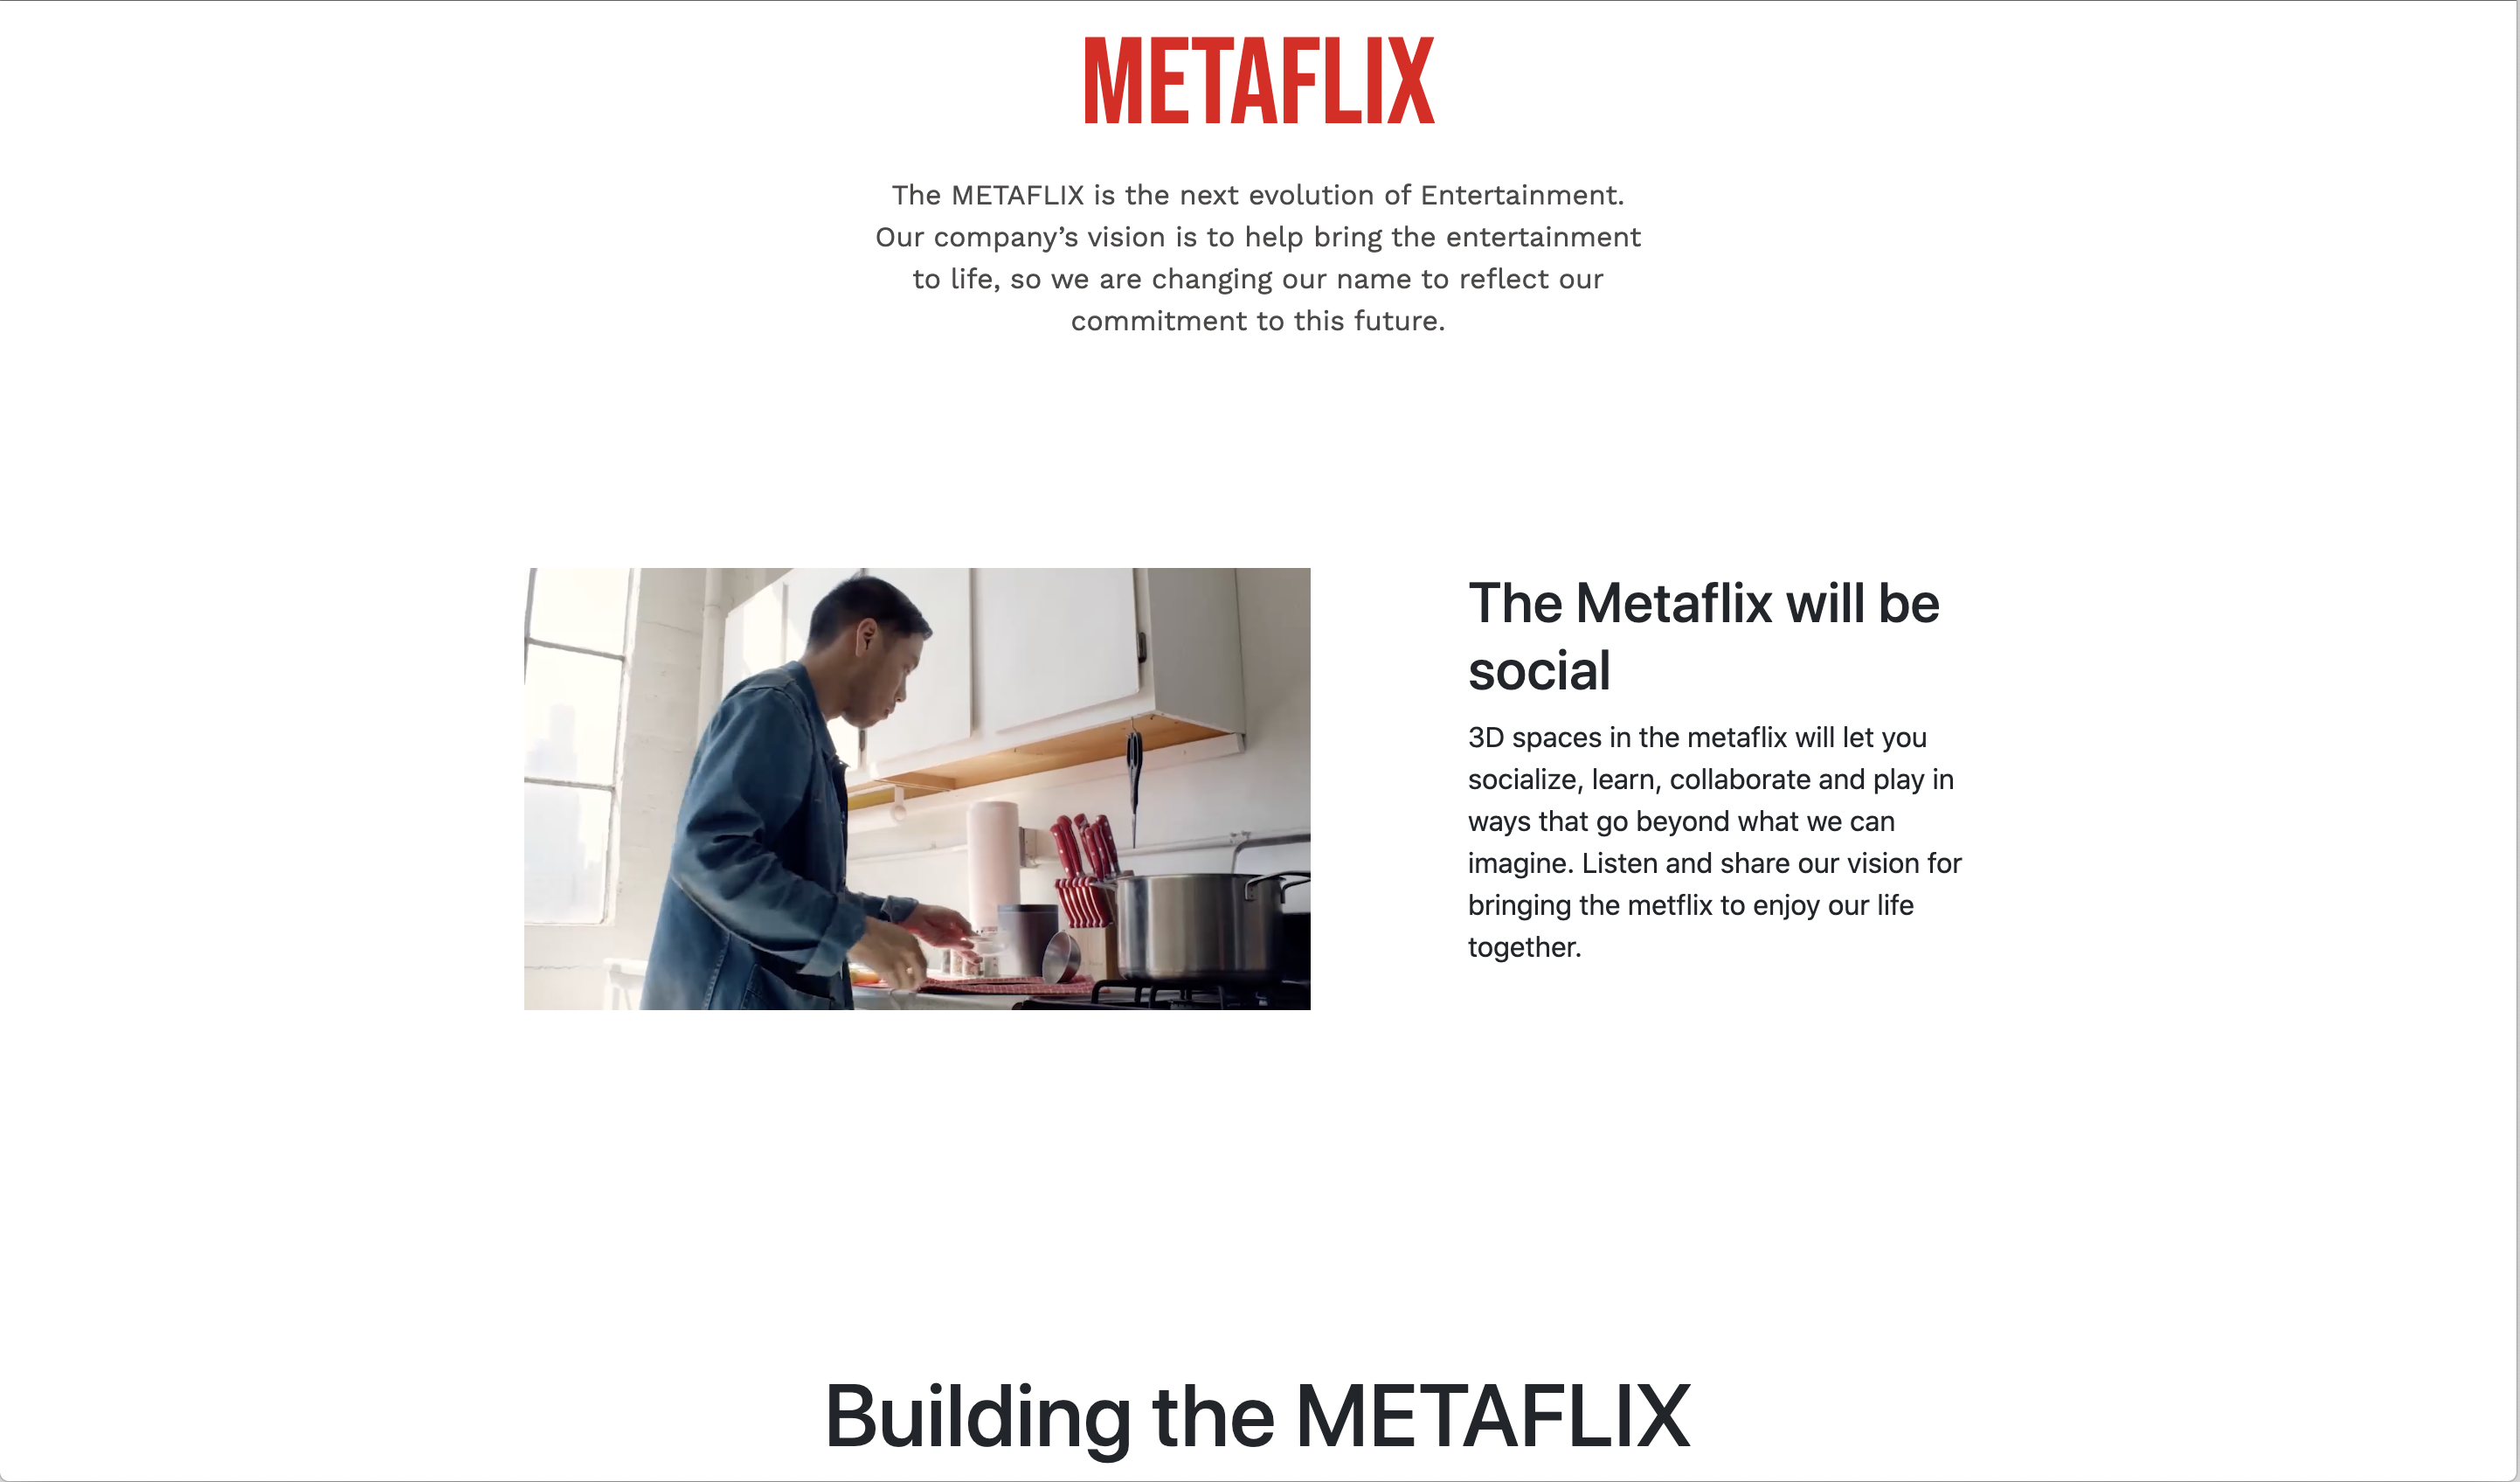 METAFLIX
The METAFLIX is the next evolution of Entertainment.
Our company’s vision is to help bring the entertainment
to life, so we are changing our name to reflect our
commitment to this future.
The Metaflix will be
social
3D spaces in the metaflix will let you
socialize, learn, collaborate and play in
ways that go beyond what we can
imagine. Listen and share our vision for
bringing the metflix to enjoy our life
together.
Building the METAFLIX